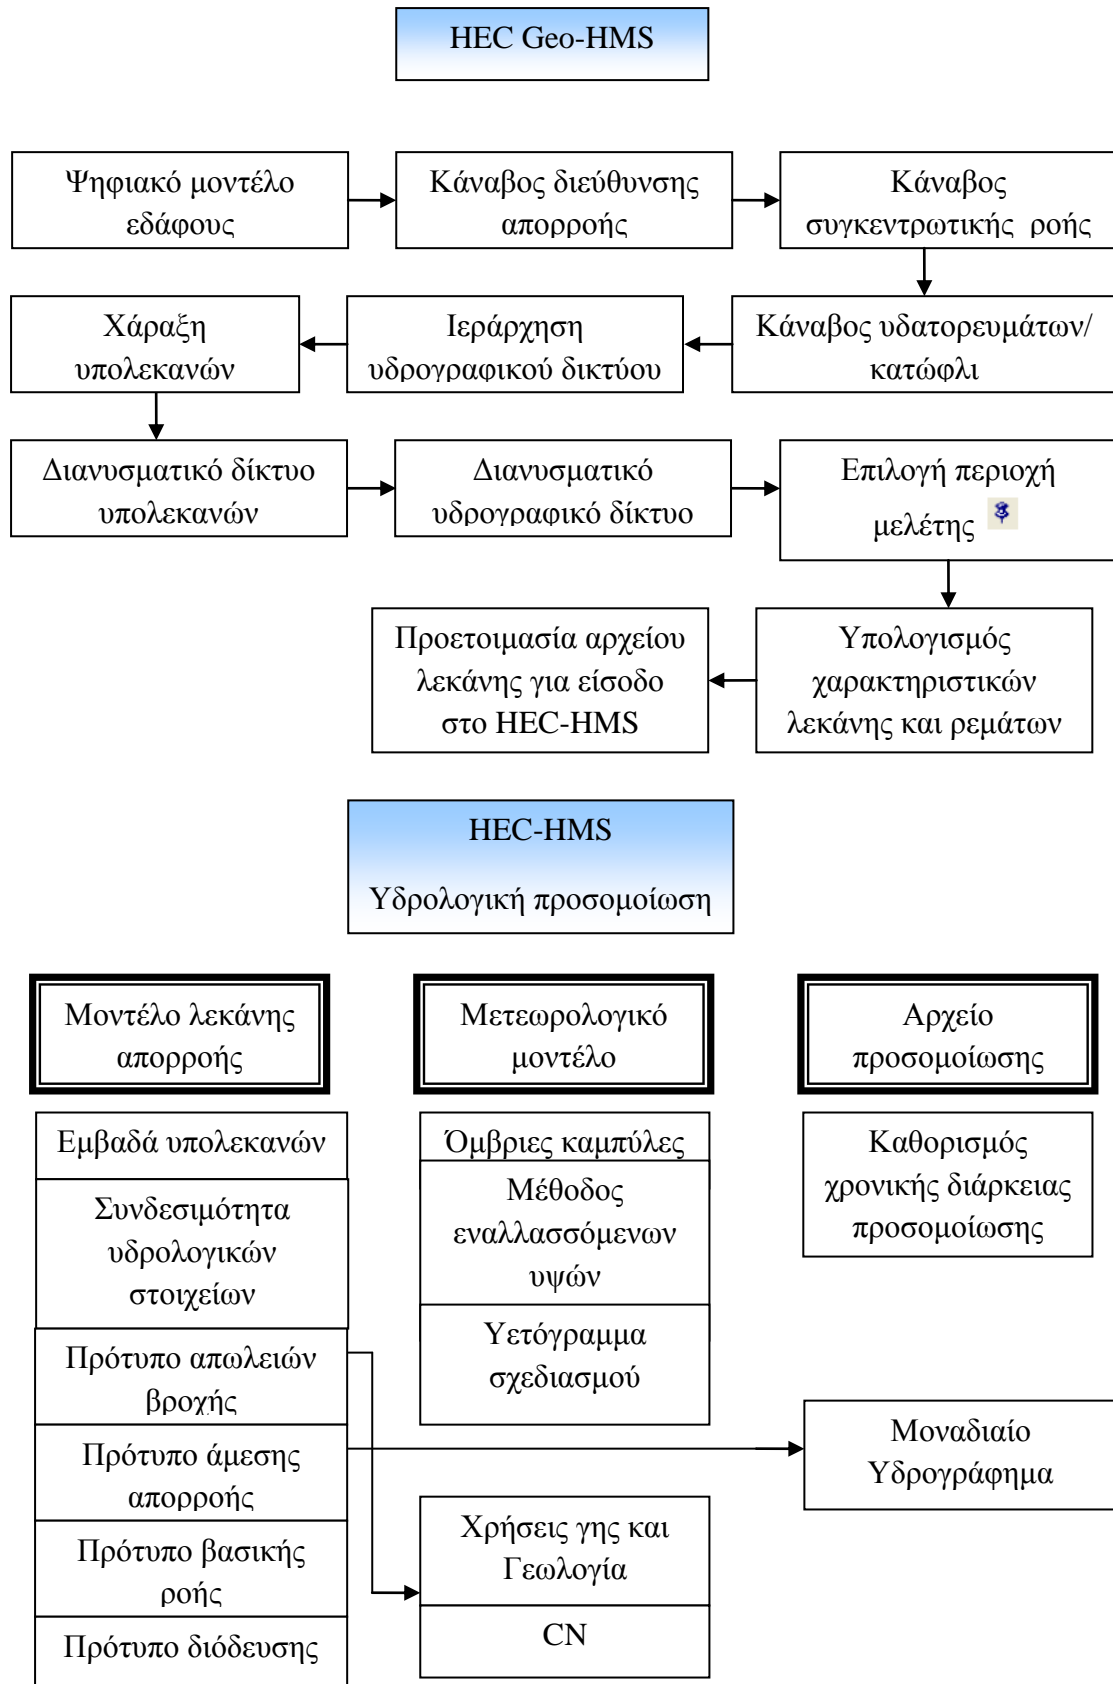 HEC Geo-HMS
Ψηφιακό μοντέλο
εδάφους
Κάναβος διεύθυνσης
απορροής
Κάναβος
συγκεντρωτικής ροής
Κάναβος υδατορευμάτων/
κατώφλι
Ιεράρχηση
υδρογραφικού δικτύου
Χάραξη
υπολεκανών
Διανυσματικό δίκτυο
υπολεκανών
Διανυσματικό
υδρογραφικό δίκτυο
Επιλογή περιοχή
μελέτης
Υπολογισμός
χαρακτηριστικών
λεκάνης και ρεμάτων
Προετοιμασία αρχείου
λεκάνης για είσοδο
στο HEC-HMS
HEC-HMS
Υδρολογική προσομοίωση
Μοντέλο λεκάνης
απορροής
Εμβαδά υπολεκανών
Συνδεσιμότητα
υδρολογικών
στοιχείων
Πρότυπο απωλειών
βροχής
Πρότυπο άμεσης
απορροής
Πρότυπο βασικής
ροής
Πρότυπο διόδευσης
Μετεωρολογικό
μοντέλο
Όμβριες καμπύλες
Μέθοδος
εναλλασσόμενων
υψών
Υετόγραμμα
σχεδιασμού
Χρήσεις γης και
Γεωλογία
CN
Αρχείο
προσομοίωσης
Καθορισμός
χρονικής διάρκειας
προσομοίωσης
Μοναδιαίο
Υδρογράφημα